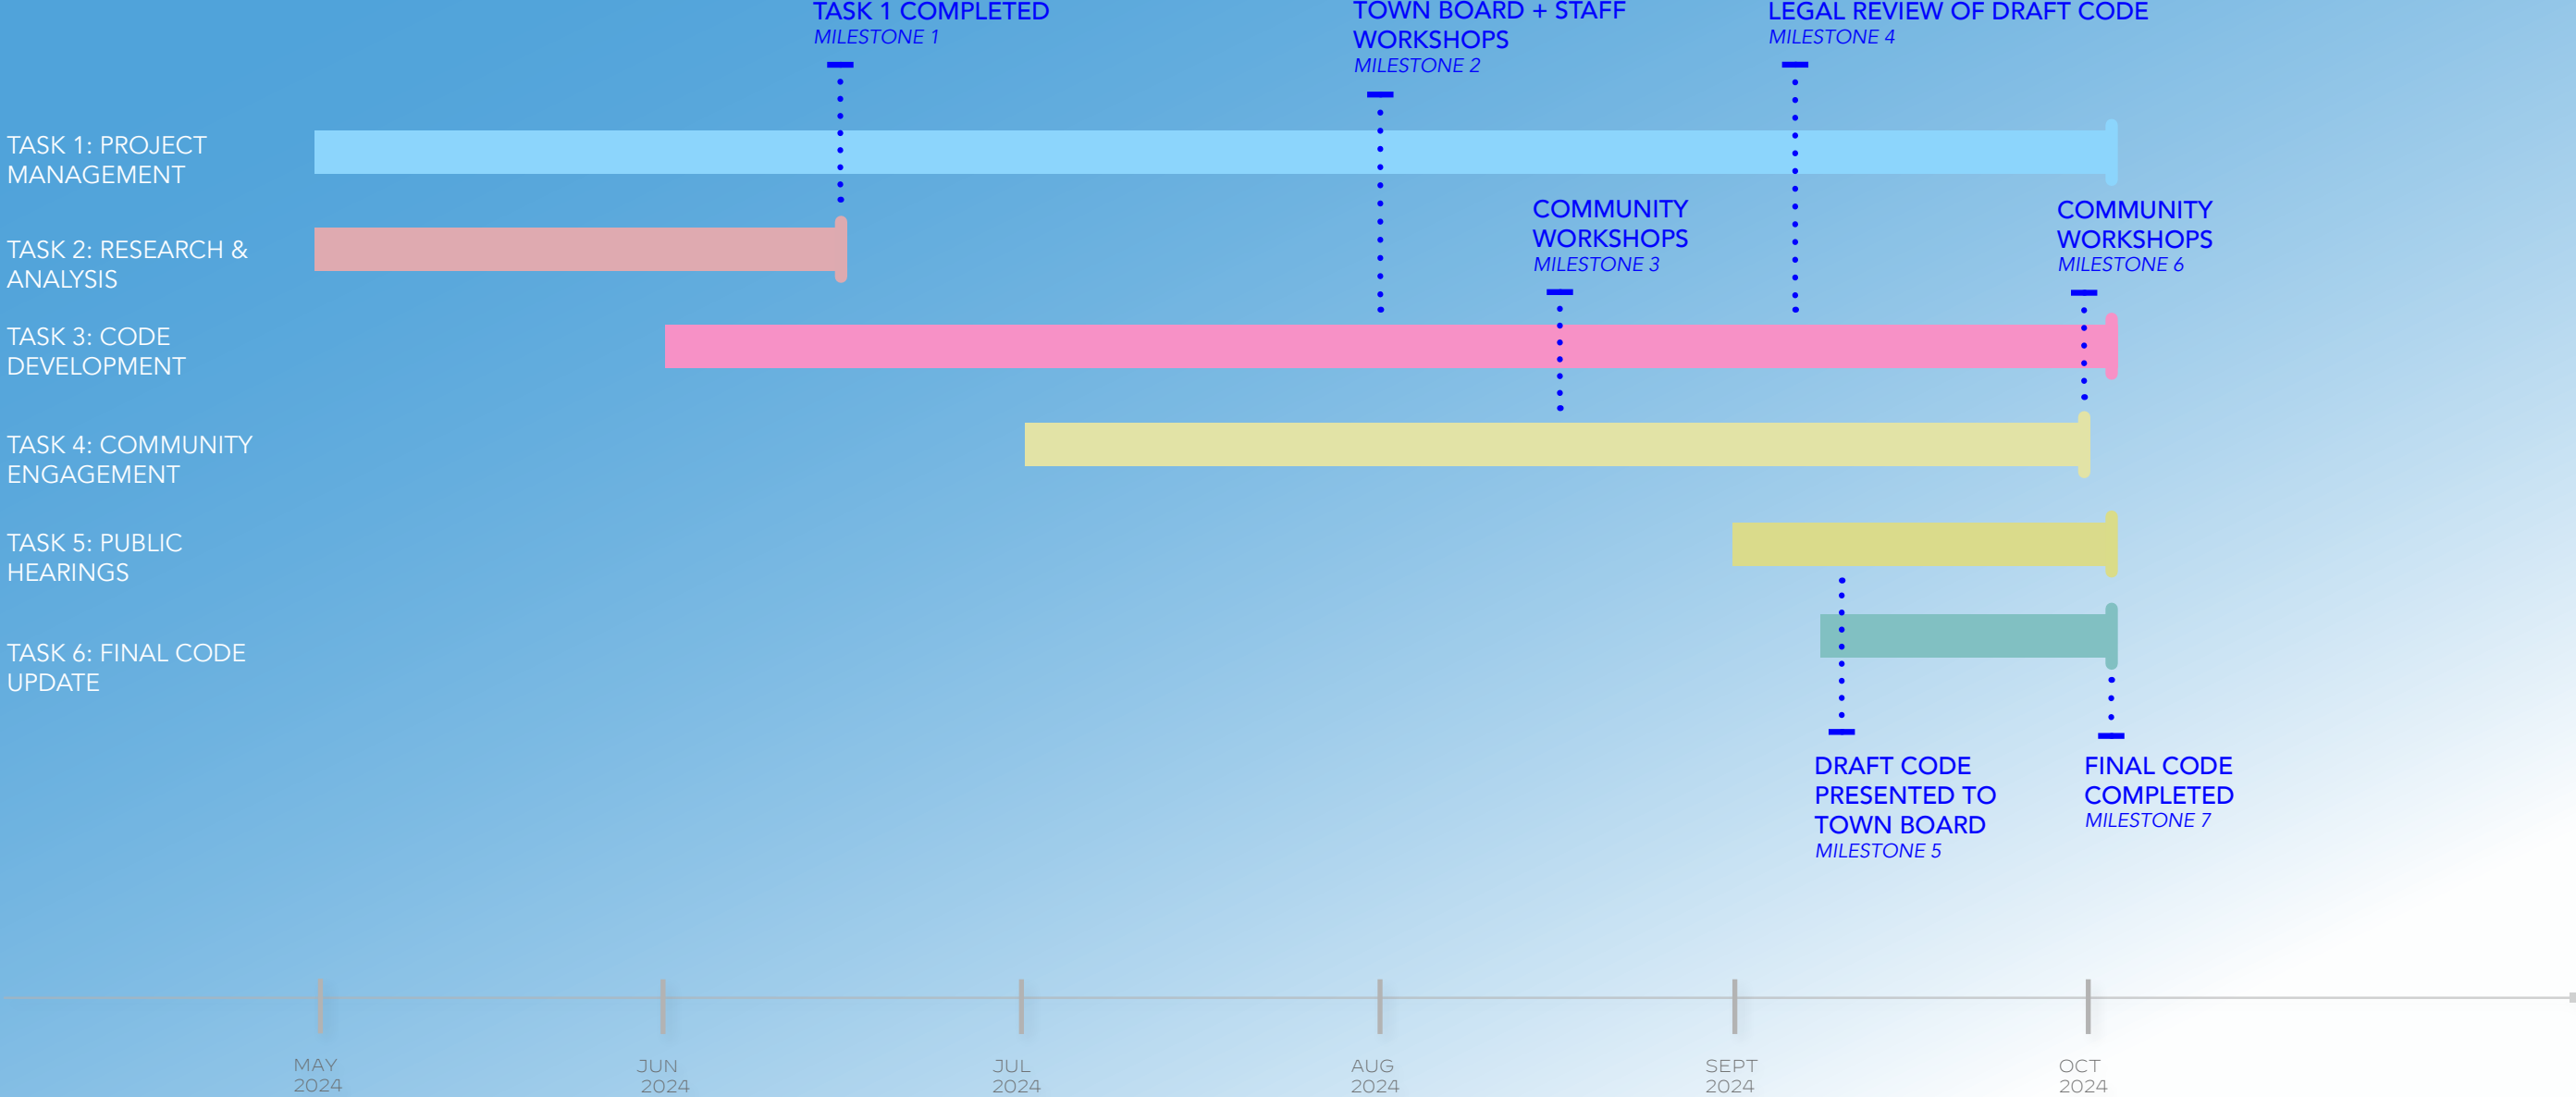 TASK 1 COMPLETED
MILESTONE 1
TOWN BOARD + STAFF
WORKSHOPS
MILESTONE 2
LEGAL REVIEW OF DRAFT CODE
MILESTONE 4
TASK 1: PROJECT
MANAGEMENT
COMMUNITY
WORKSHOPS
MILESTONE 3
COMMUNITY
WORKSHOPS
MILESTONE 6
TASK 2: RESEARCH &
ANALYSIS
TASK 3: CODE
DEVELOPMENT
TASK 4: COMMUNITY
ENGAGEMENT
TASK 5: PUBLIC
HEARINGS
TASK 6: FINAL CODE
UPDATE
DRAFT CODE
PRESENTED TO
TOWN BOARD
MILESTONE 5
FINAL CODE
COMPLETED
MILESTONE 7
MAY
2024
JUN
2024
JUL
2024
AUG
2024
SEPT
2024
OCT
2024